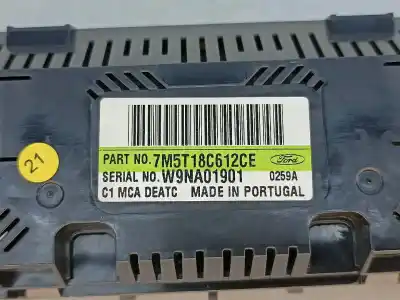 21
PART NO. 7M5T18C612CE Ford
SERIAL NO. W9NA01901 0259A
C1 MCA DEATC MADE IN PORTUGAL